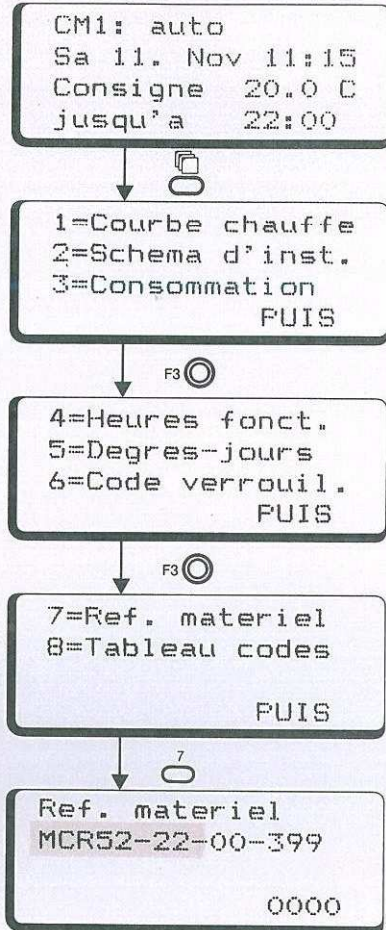 CM1: auto
Sa 11. Nov 11:15
Consigne 20.0 C
jusqu'a 22:00
1=Courbe chauffe
2=Schema d'inst.
3=Consommation
PUIS
F3
4=Heures fonct.
5=Degres-jours
6=Code verrouil.
PUIS
F3
7=Ref. materiel
8=Tableau codes
PUIS
7
Ref. materiel
MCR52-22-00-399
0000